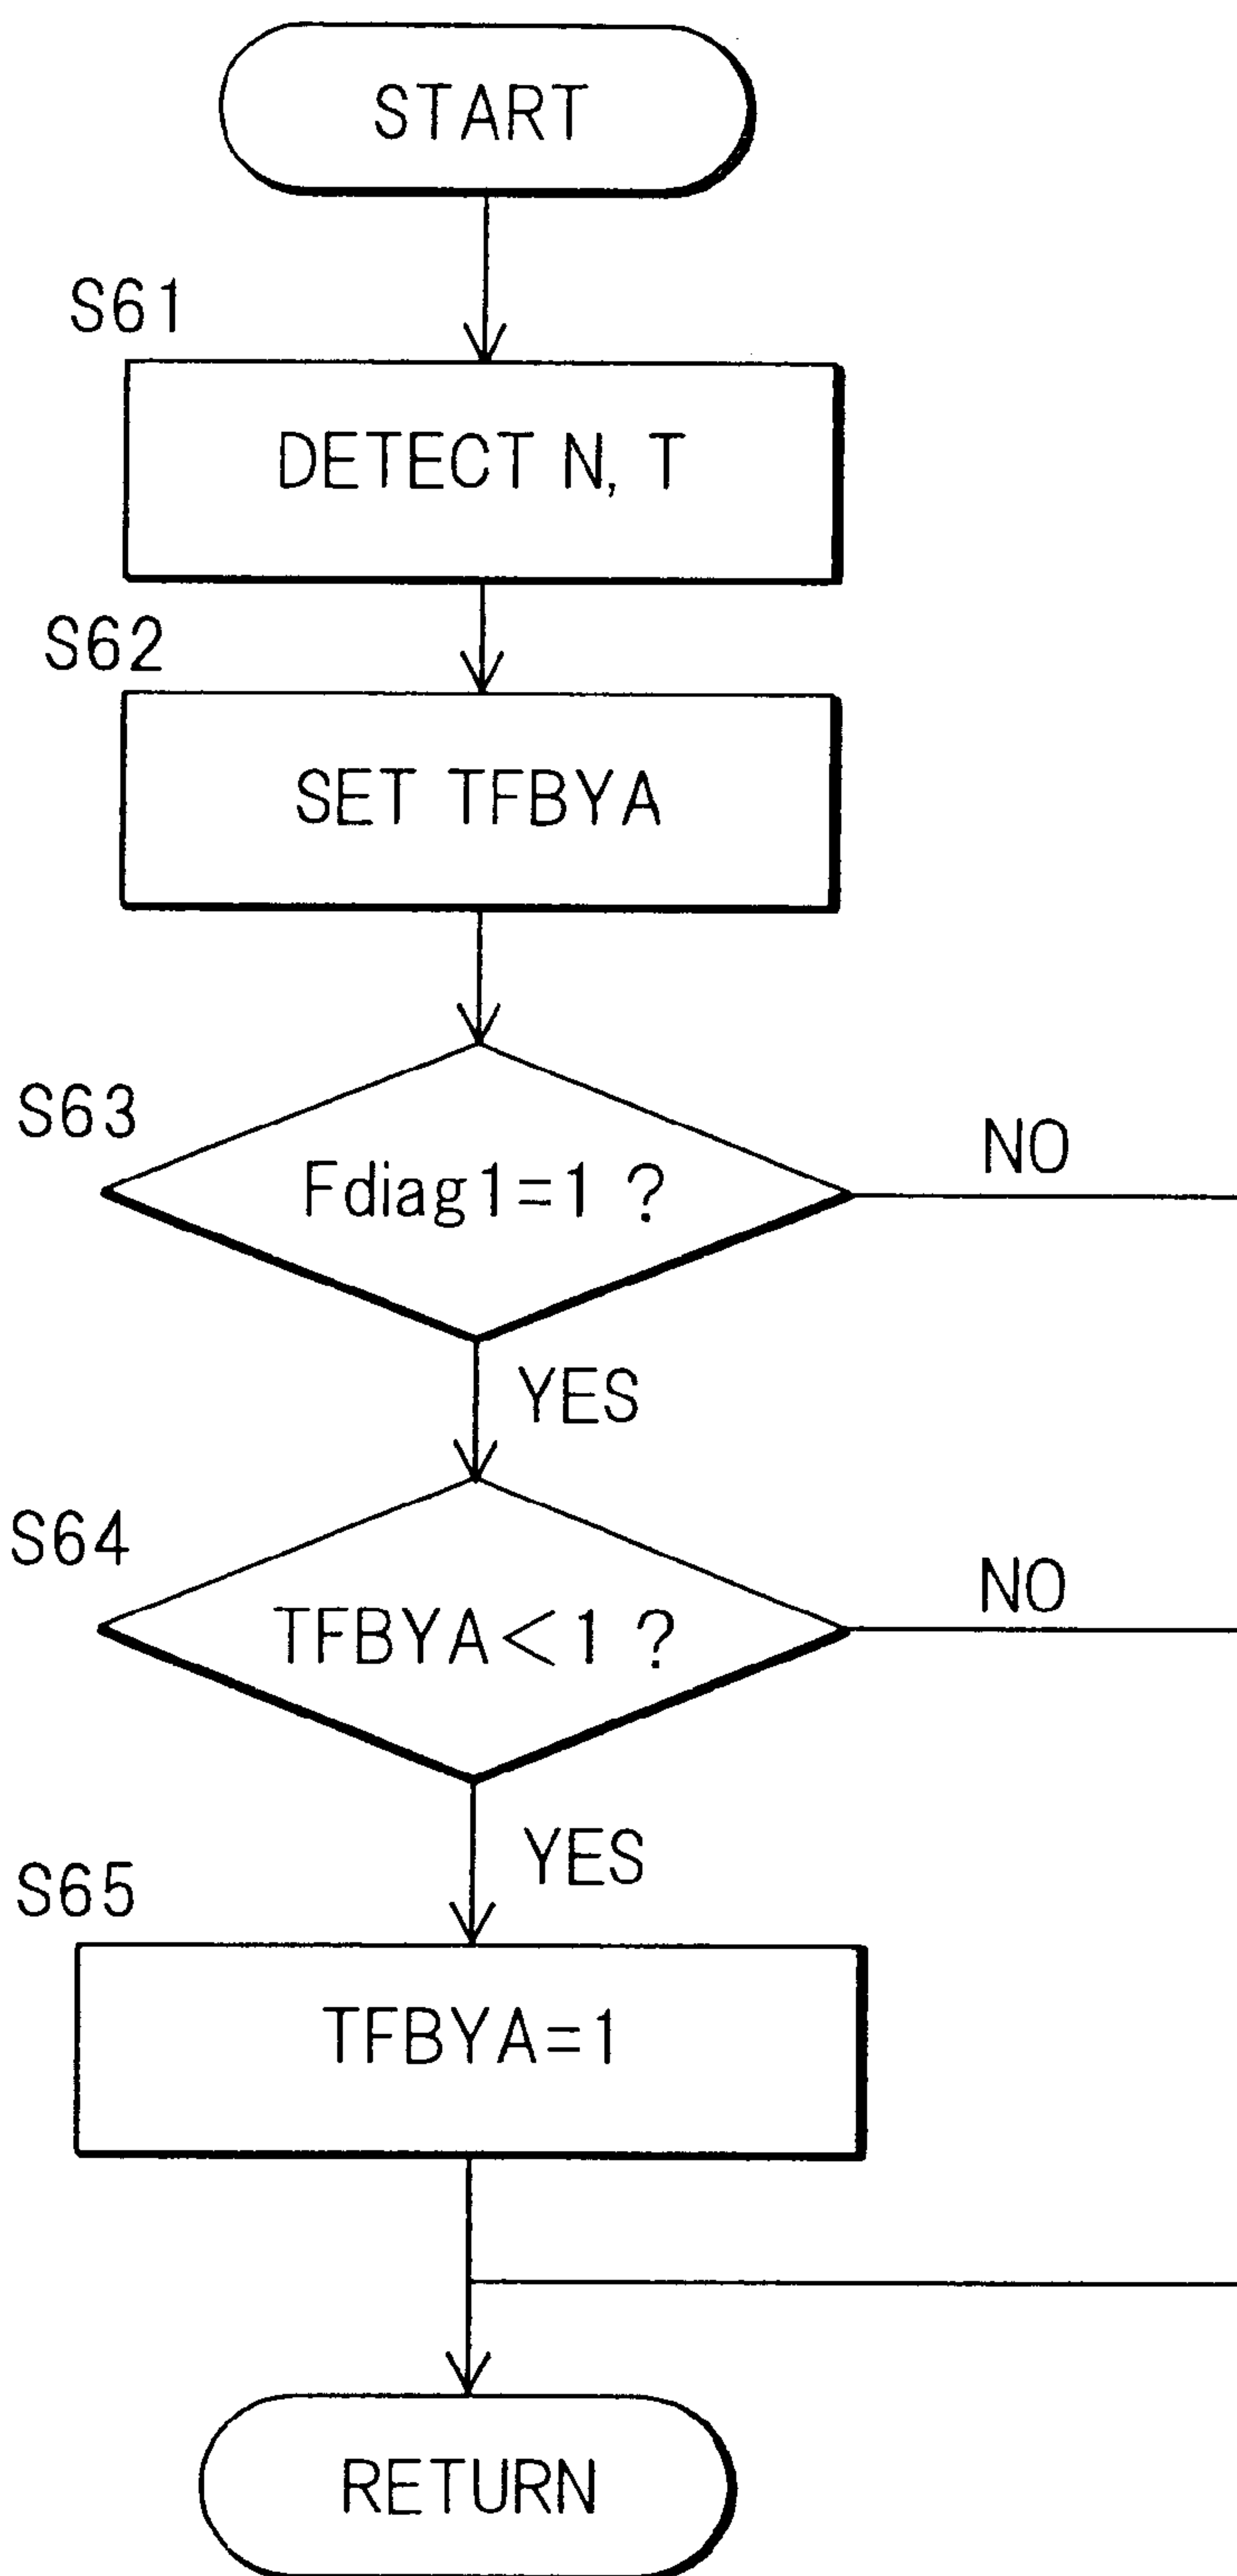 START
S61
DETECT N, T
S62
SET TFBYA
S63
Fdiag1=1 ?
NO
YES
S64
TFBYA<1 ?
NO
YES
S65
TFBYA=1
RETURN